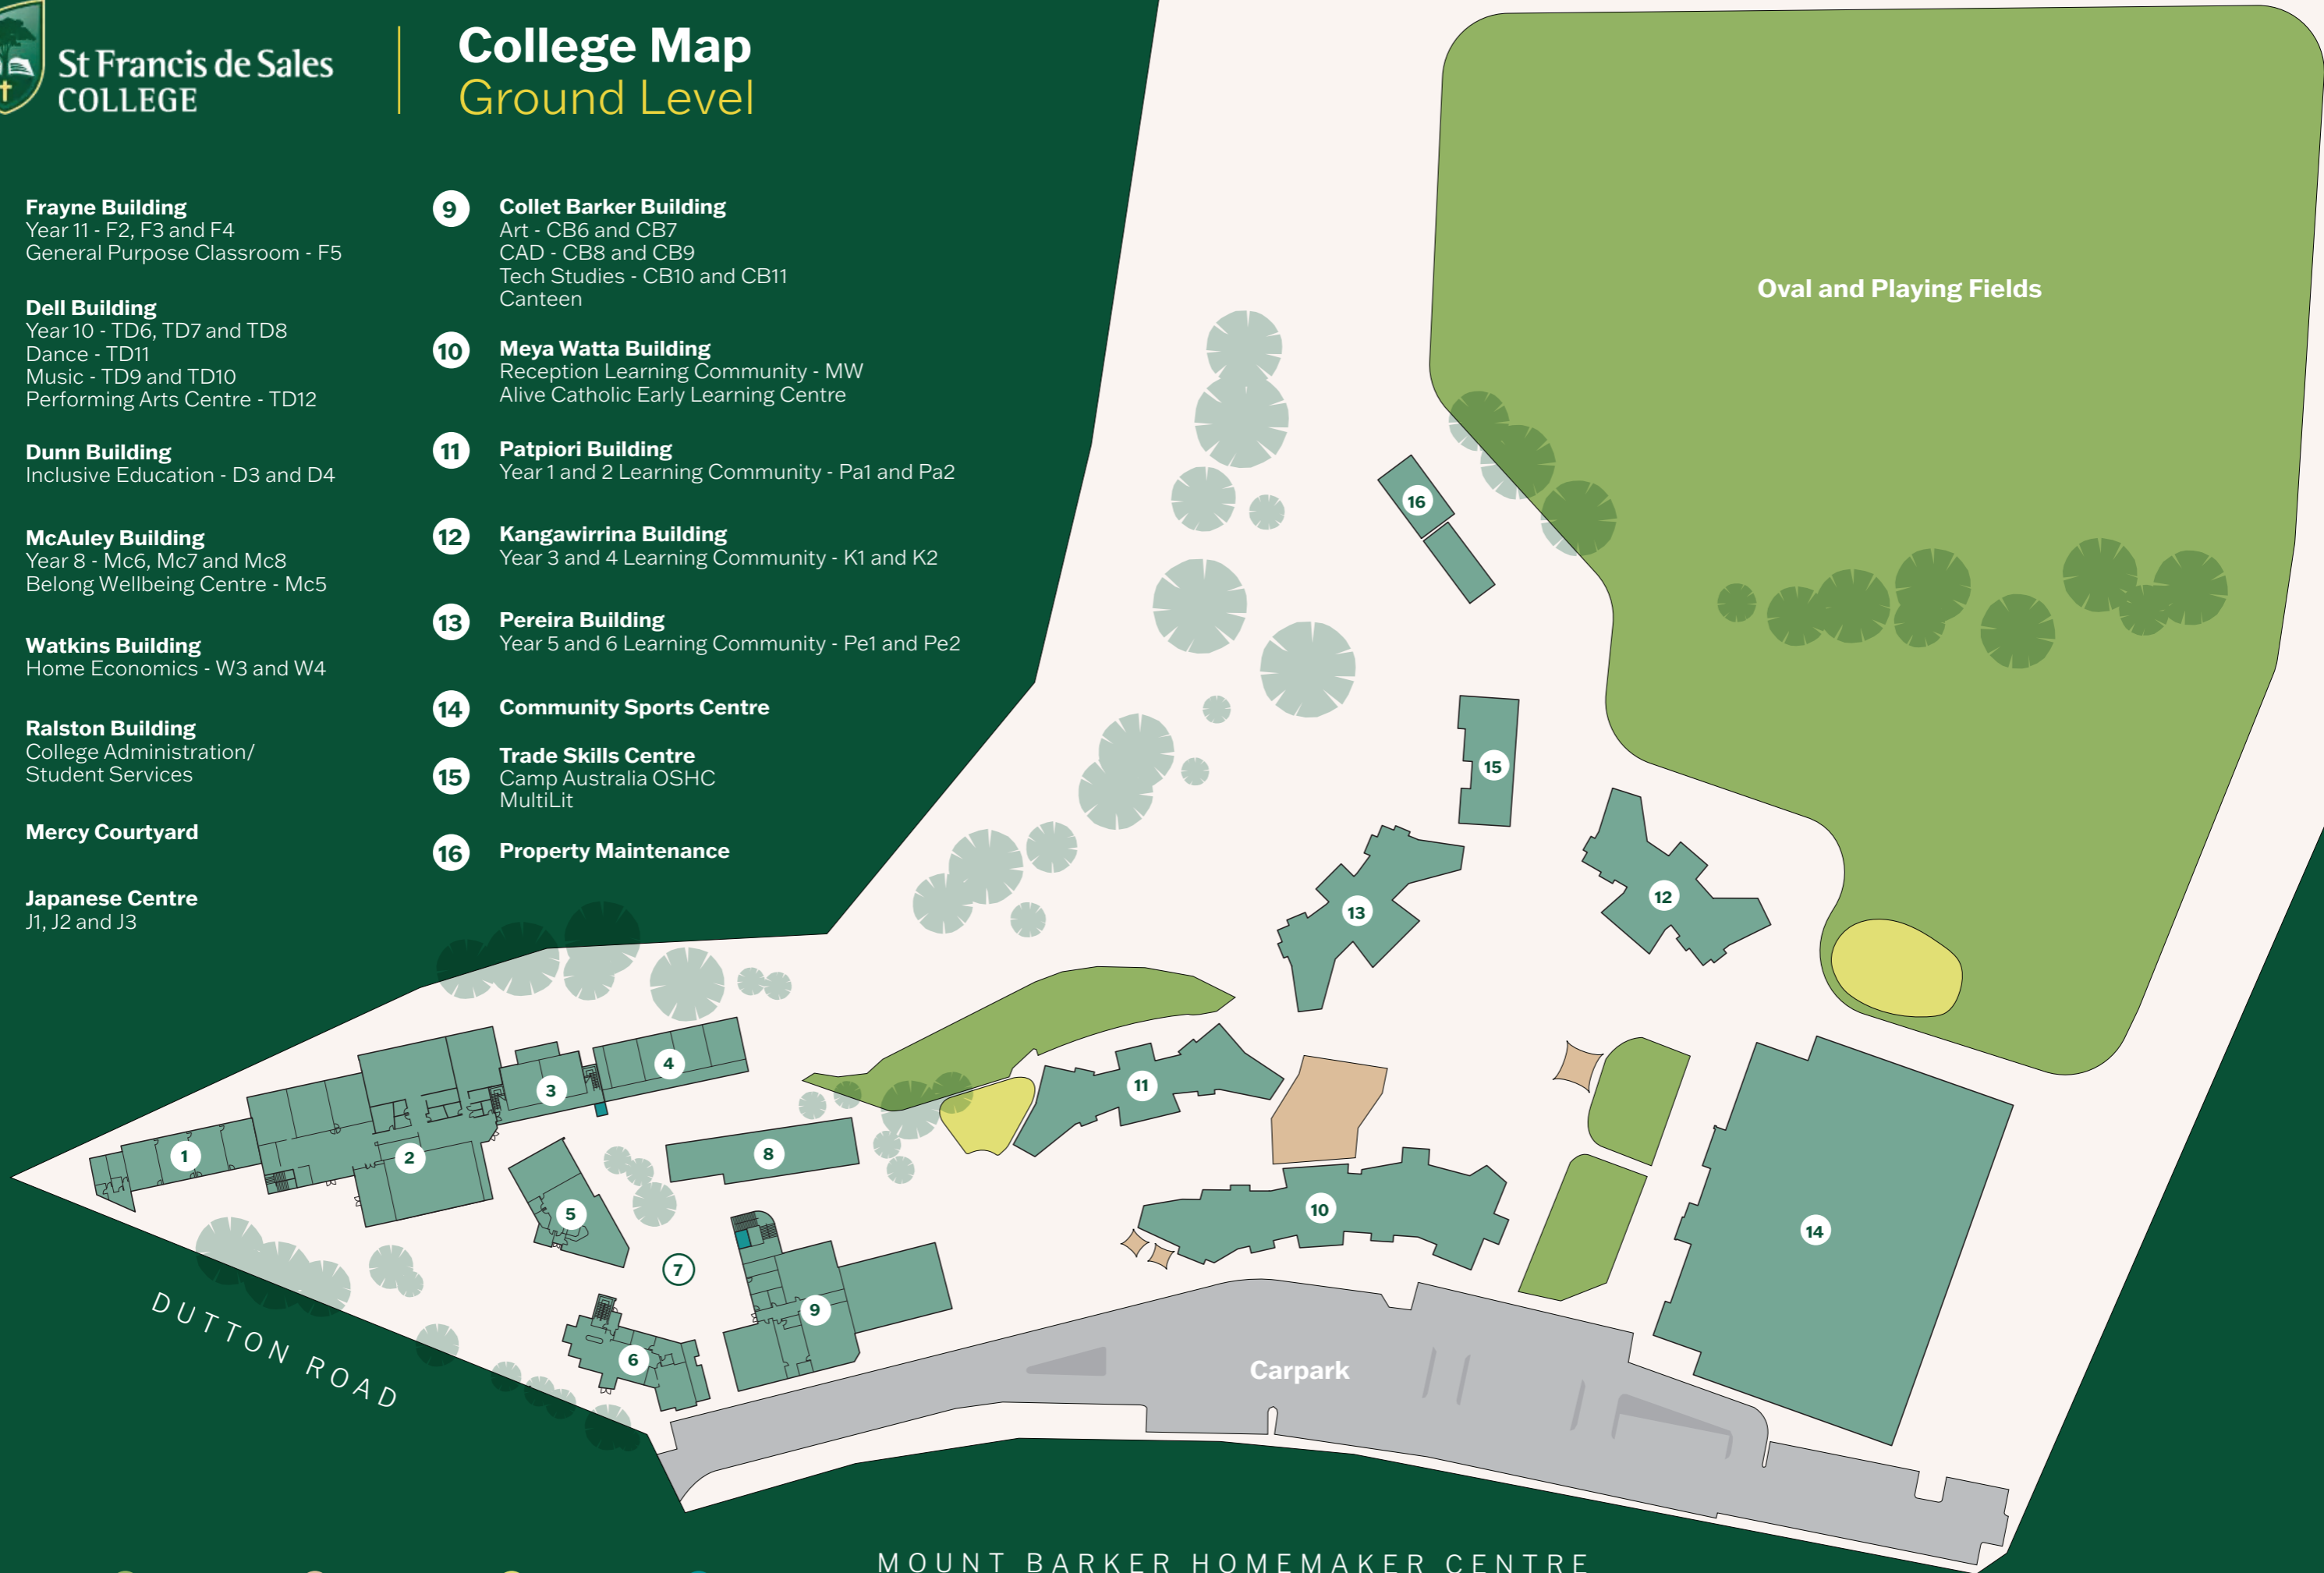 St Francis de Sales
COLLEGE
College Map
Ground Level
Frayne Building
Year 11 - F2, F3 and F4
General Purpose Classroom - F5
Dell Building
Year 10 - TD6, TD7 and TD8
Dance - TD11
Music - TD9 and TD10
Performing Arts Centre - TD12
Dunn Building
Inclusive Education - D3 and D4
McAuley Building
Year 8 - Mc6, Mc7 and Mc8
Belong Wellbeing Centre - Mc5
Watkins Building
Home Economics - W3 and W4
Ralston Building
College Administration/
Student Services
Mercy Courtyard
Japanese Centre
J1, J2 and J3
9 Collet Barker Building
Art - CB6 and CB7
CAD - CB8 and CB9
Tech Studies - CB10 and CB11
Canteen
10 Meya Watta Building
Reception Learning Community - MW
Alive Catholic Early Learning Centre
11 Patpiori Building
Year 1 and 2 Learning Community - Pa1 and Pa2
12 Kangawirrina Building
Year 3 and 4 Learning Community - K1 and K2
13 Pereira Building
Year 5 and 6 Learning Community - Pe1 and Pe2
14 Community Sports Centre
15 Trade Skills Centre
Camp Australia OSHC
MultiLit
16 Property Maintenance
Oval and Playing Fields
16
15
12
13
4
3
11
1
2
8
5
10
14
7
9
6
Carpark
DUTTON ROAD
MOUNT BARKER HOMEMAKER CENTRE